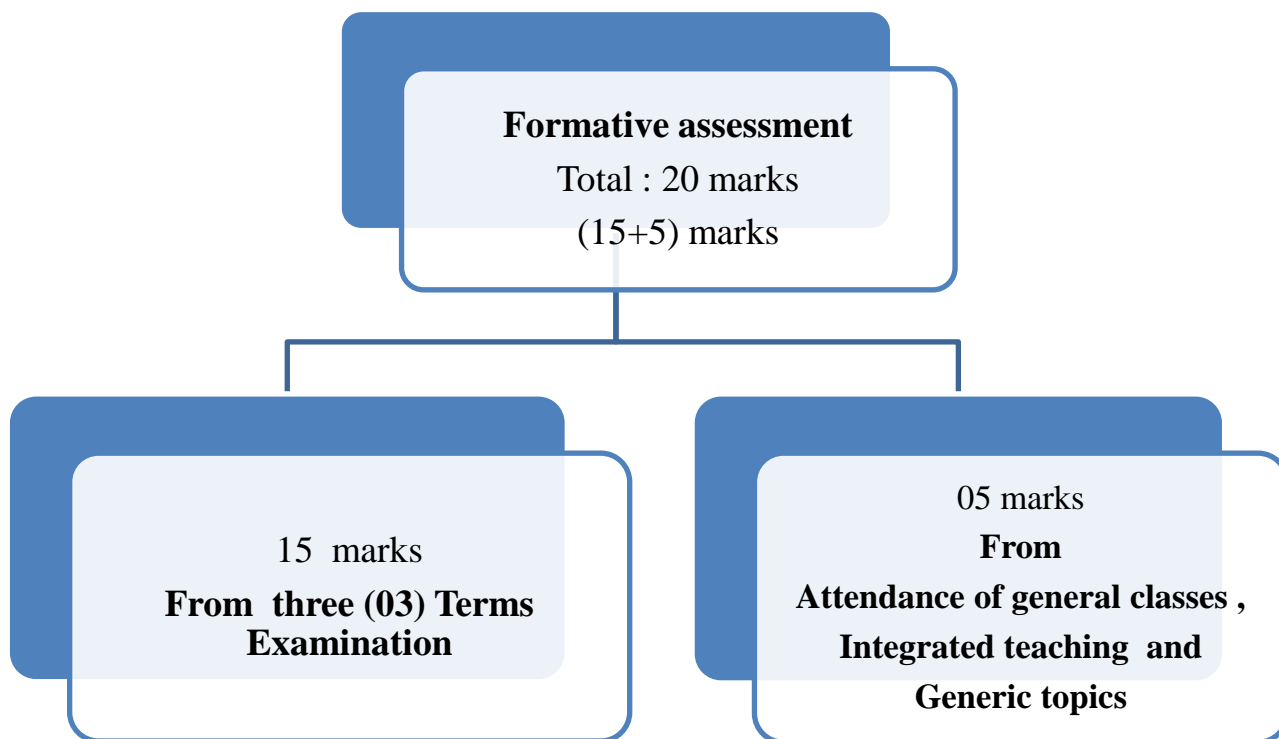 Formative assessment
Total : 20 marks
(15+5) marks
15 marks
From three (03) Terms
Examination
05 marks
From
Attendance of general classes ,
Integrated teaching and
Generic topics